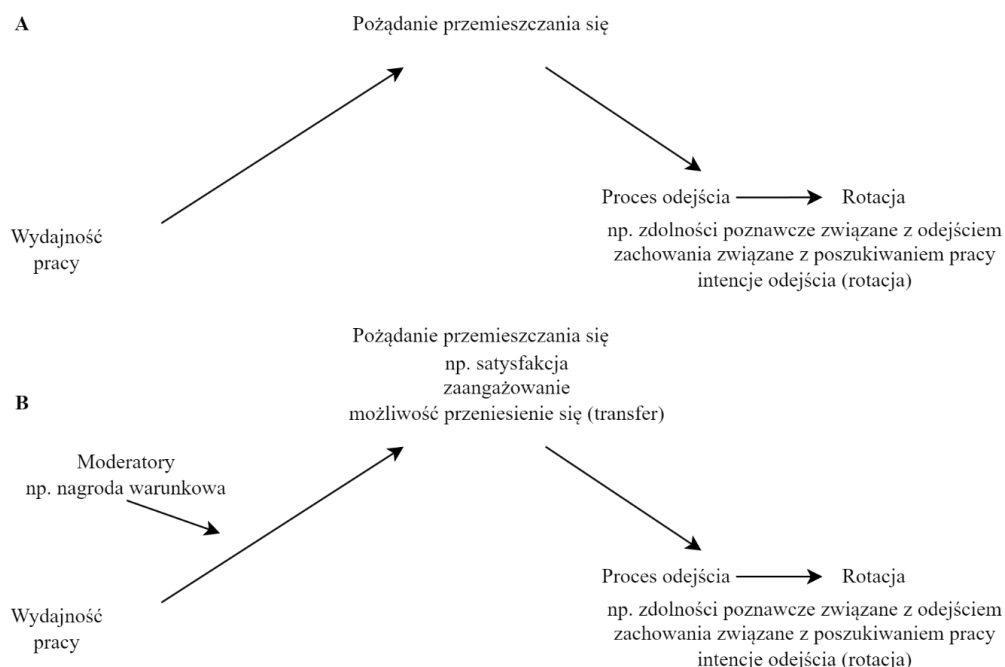 A
Pożądanie przemieszczania się
Proces odejścia
Rotacja
Wydajność
pracy
np. zdolności poznawcze związane z odejściem
zachowania związane z poszukiwaniem pracy
intencje odejścia (rotacja)
Pożądanie przemieszczania się
np. satysfakcja
zaangażowanie
możliwość przeniesienie się (transfer)
B
Moderatory
np. nagroda warunkowa
Proces odejścia
Rotacja
Wydajność
pracy
np. zdolności poznawcze związane z odejściem
zachowania związane z poszukiwaniem pracy
intencje odejścia (rotacja)